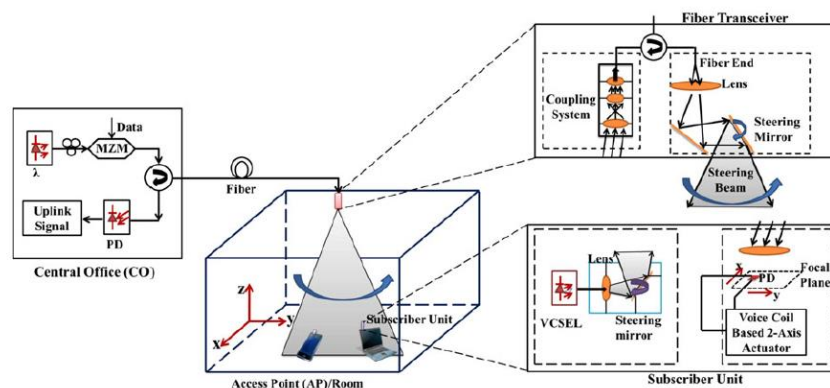 Fiber Transceiver
Fiber End
Lens
Coupling
System
Steering
Mirror
Steering
Beam
Central Office (CO)
Data
λ
MZM
Fiber
Uplink
Signal
PD
z
y
x
Subscriber Unit
Access Point (AP)/Room
Lens
VCSEL
Steering
mirror
x
PD
y
Focal
Plane
Voice Coil
Based 2-Axis
Actuator
Subscriber Unit